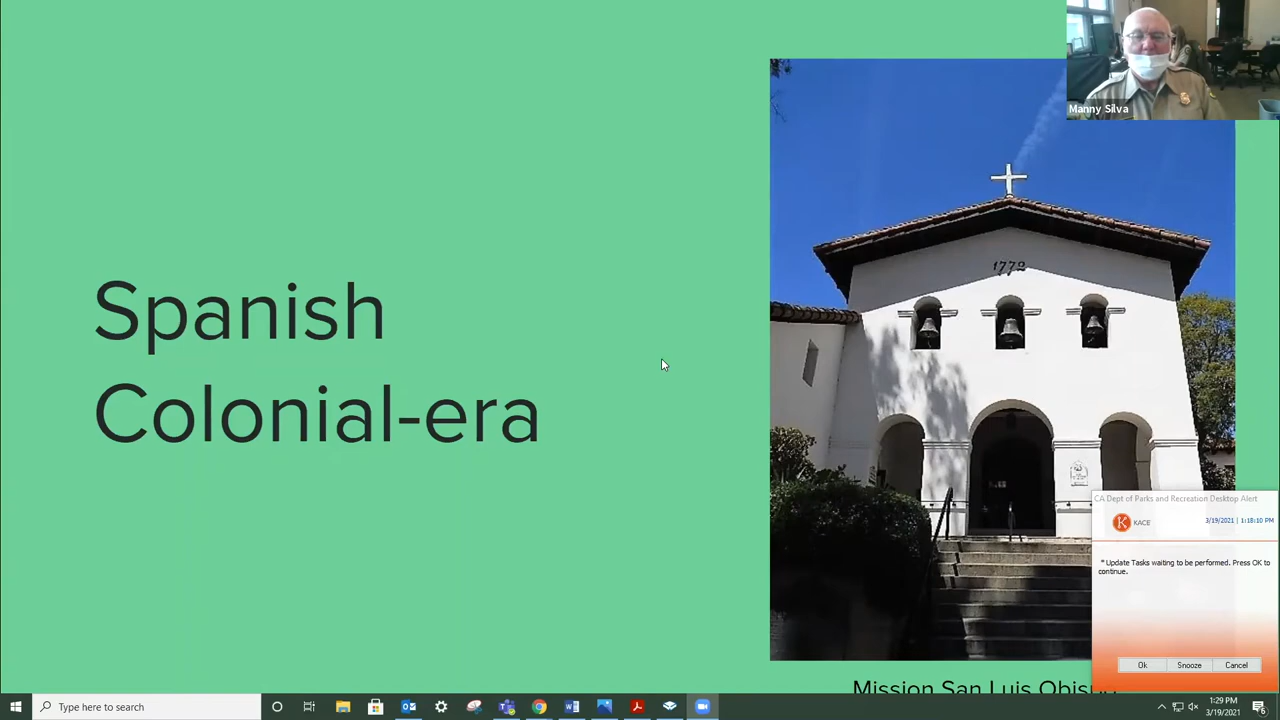 Manny Silva
1772
Spanish
Colonial-era
CA Dept of Parks and Recreation Desktop Alert
K KACE
3/19/2021 | 1:18:10 PM
* Update Tasks waiting to be performed. Press OK to
continue.
Ok Snooze Cancel
Mission San Luis Obispo
Type here to search
1:29 PM
3/19/2021
6